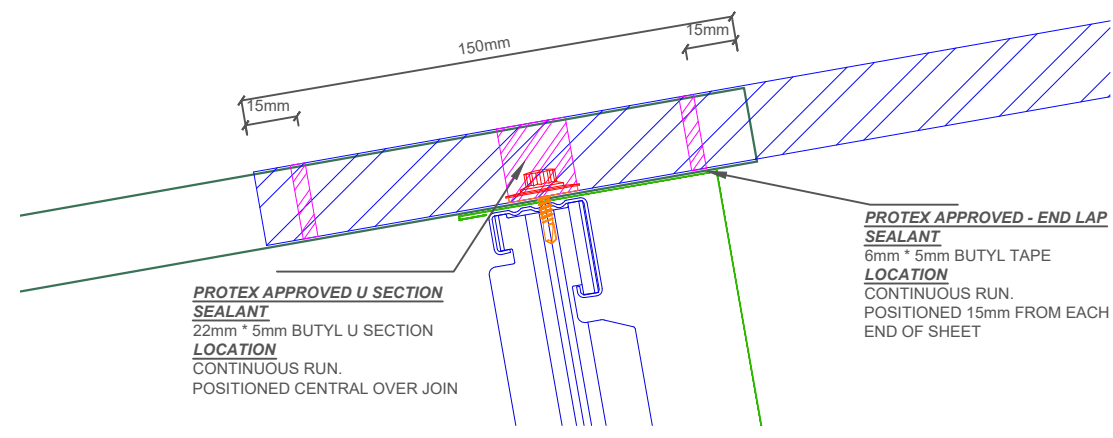 150mm
15mm
15mm
PROTEX APPROVED U SECTION
SEALANT
22mm * 5mm BUTYL U SECTION
LOCATION
CONTINUOUS RUN.
POSITIONED CENTRAL OVER JOIN
PROTEX APPROVED - END LAP
SEALANT
6mm * 5mm BUTYL TAPE
LOCATION
CONTINUOUS RUN.
POSITIONED 15mm FROM EACH
END OF SHEET